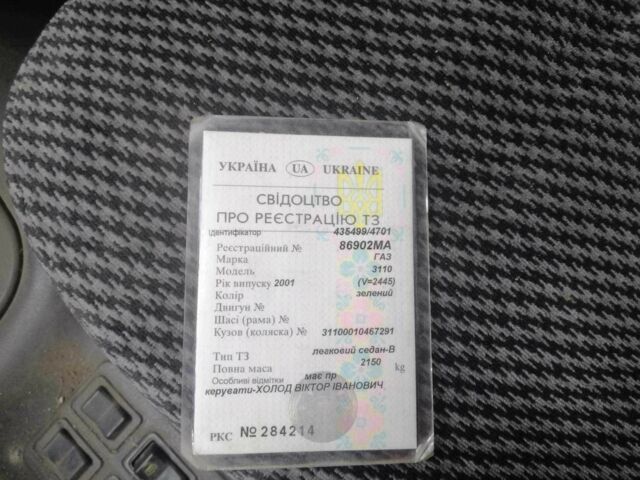 УКРАЇНА UA UKRAINE
СВІДОЦТВО
ПРО РЕЄСТРАЦІЮ ТЗ
Ідентифікатор 435499/4701
Реєстраційний № 86902МА
Марка ГАЗ
Модель 3110
Рік випуску 2001 (V=2445)
Колір зелений
Двигун №
Шасі (рама) №
Кузов (коляска) № 31100010467291
Тип ТЗ легковий седан-В
Повна маса 2150 kg
Особливі відмітки має пр
керувати-ХОЛОД ВІКТОР ІВАНОВИЧ
РКС № 284214